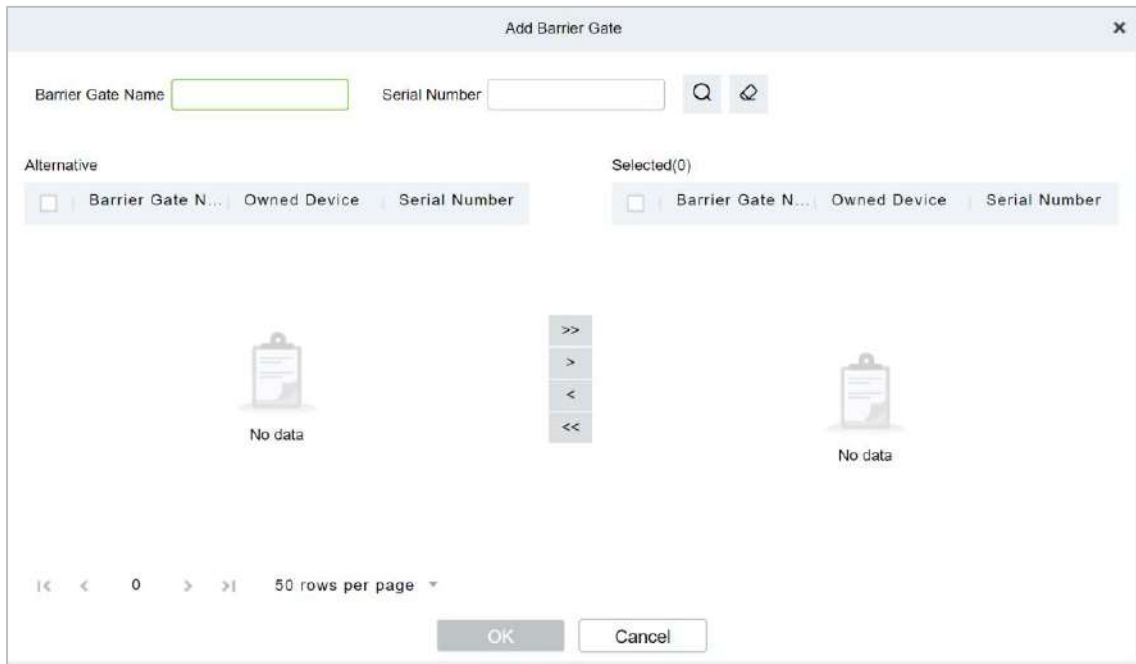 Add Barrier Gate ×
Barrier Gate Name Serial Number
Alternative Selected(0)
Barrier Gate N... Owned Device Serial Number Barrier Gate N... Owned Device Serial Number
>>
>
<
<<
No data
No data
|< < 0 > >| 50 rows per page
OK Cancel